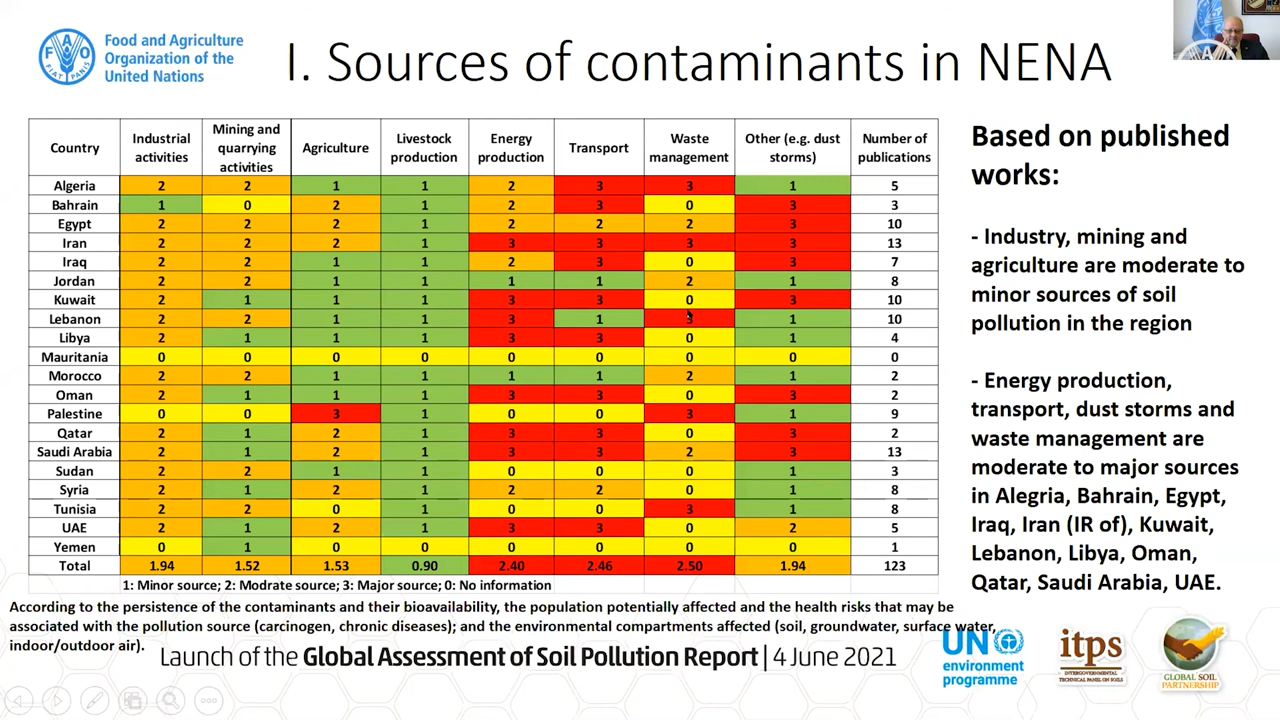 Food and Agriculture
Organization of the
United Nations
FAO
FIAT PANIS
I. Sources of contaminants in NENA
Country | Industrial activities | Mining and quarrying activities | Agriculture | Livestock production | Energy production | Transport | Waste management | Other (e.g. dust storms) | Number of publications
Algeria 2 2 1 1 2 3 3 1 5
Bahrain 1 0 2 1 2 3 0 3 3
Egypt 2 2 2 1 2 2 2 3 10
Iran 2 2 2 1 3 3 3 3 13
Iraq 2 2 1 1 2 3 0 3 7
Jordan 2 2 1 1 1 1 2 1 8
Kuwait 2 1 1 1 3 3 0 3 10
Lebanon 2 2 1 1 3 1 3 1 10
Libya 2 1 1 1 3 3 0 1 4
Mauritania 0 0 0 0 0 0 0 0 0
Morocco 2 2 1 1 1 1 2 1 2
Oman 2 1 1 1 3 3 0 3 2
Palestine 0 0 3 1 0 0 3 1 9
Qatar 2 1 2 1 3 3 0 3 2
Saudi Arabia 2 1 2 1 3 3 2 3 13
Sudan 2 2 1 1 0 0 0 1 3
Syria 2 1 2 1 2 2 0 1 8
Tunisia 2 2 0 1 0 0 3 1 8
UAE 2 1 2 1 3 3 0 2 5
Yemen 0 1 0 0 0 0 0 0 1
Total 1.94 1.52 1.53 0.90 2.40 2.46 2.50 1.94 123
1: Minor source; 2: Modrate source; 3: Major source; 0: No information
According to the persistence of the contaminants and their bioavailability, the population potentially affected and the health risks that may be
associated with the pollution source (carcinogen, chronic diseases); and the environmental compartments affected (soil, groundwater, surface water,
indoor/outdoor air).
Based on published
works:
- Industry, mining and
agriculture are moderate to
minor sources of soil
pollution in the region
- Energy production,
transport, dust storms and
waste management are
moderate to major sources
in Alegria, Bahrain, Egypt,
Iraq, Iran (IR of), Kuwait,
Lebanon, Libya, Oman,
Qatar, Saudi Arabia, UAE.
Launch of the Global Assessment of Soil Pollution Report | 4 June 2021
UN
environment
programme
itps
INTERGOVERNMENTAL
TECHNICAL PANEL ON SOILS
GLOBAL SOIL
PARTNERSHIP